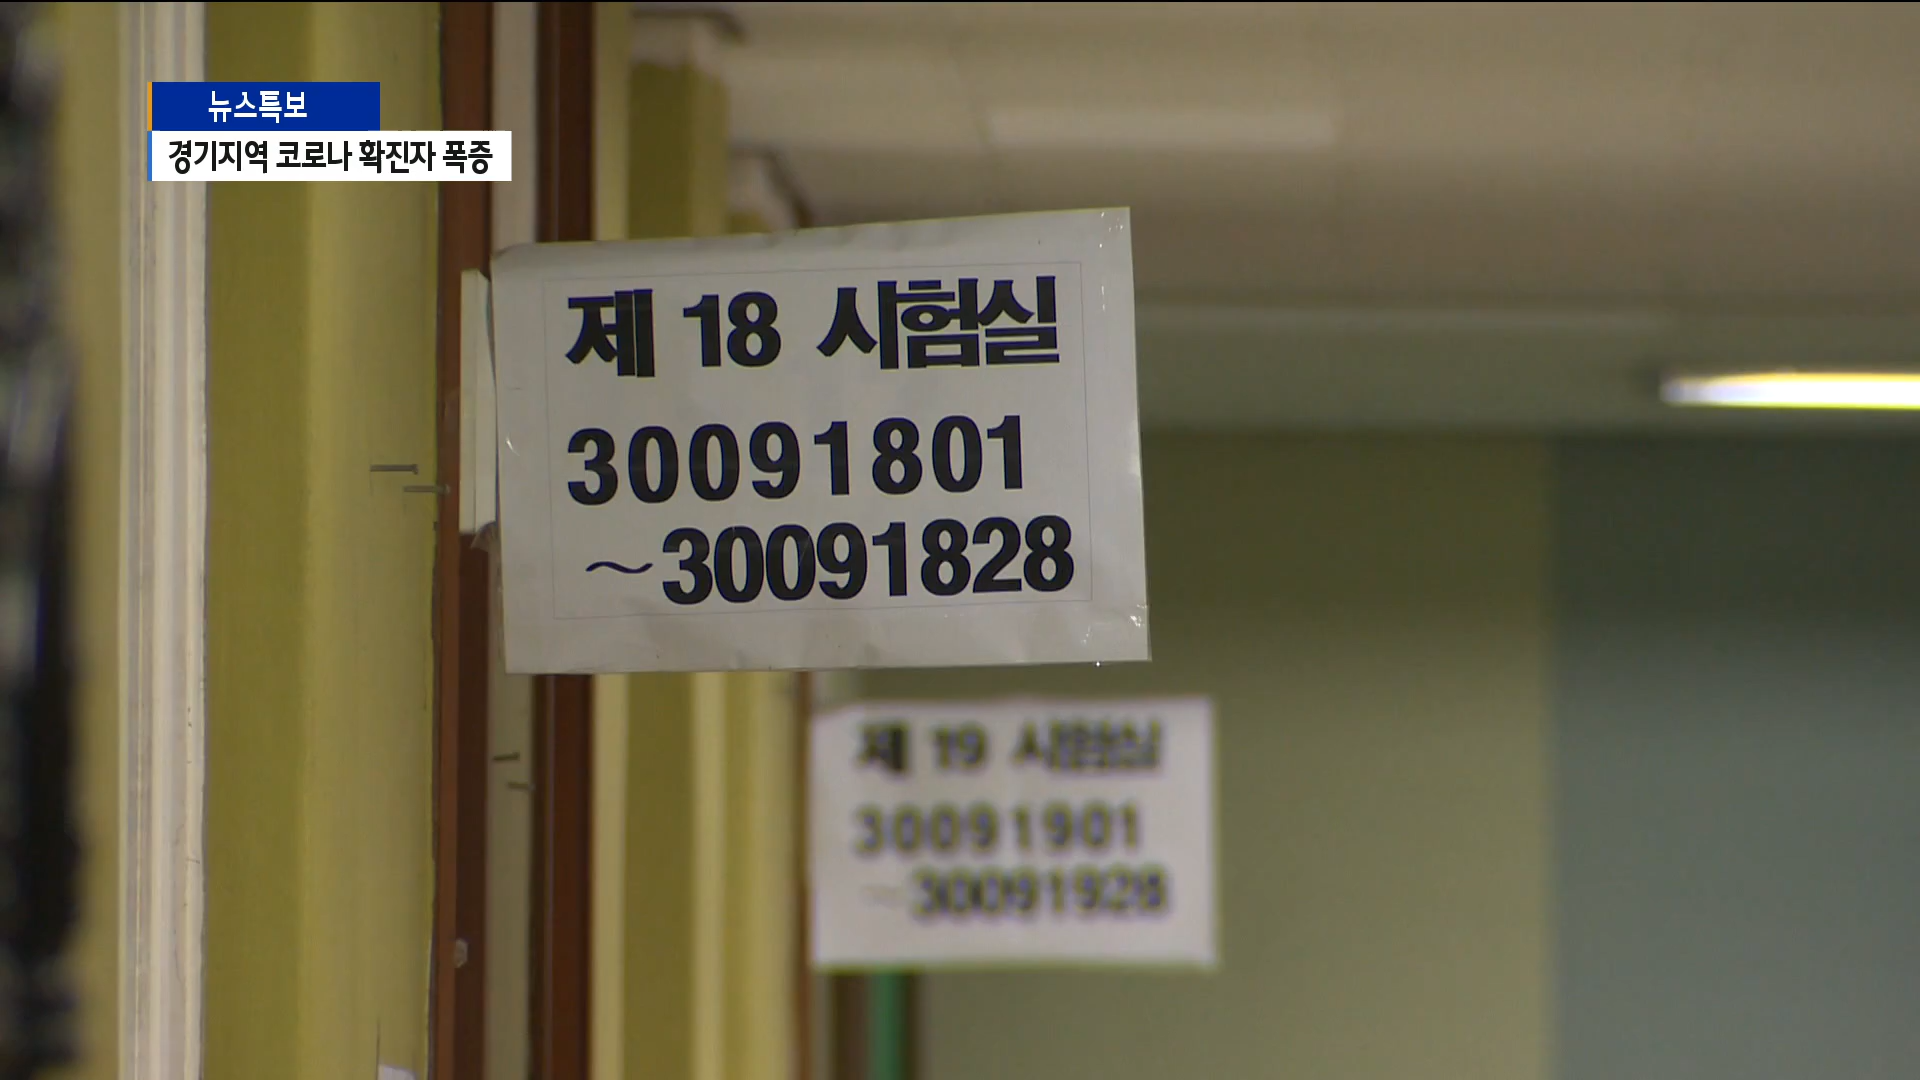 뉴스특보
경기지역 코로나 확진자 폭증
제 18 시험실
30091801
~30091828
제 19 시험실
30091901
~30091928